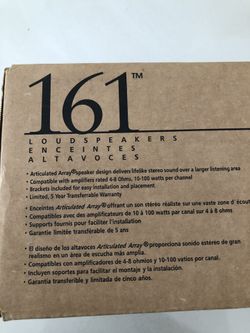 161™
LOUDSPEAKERS
ENCEINTES
ALTAVOCES
• Articulated Array® speaker design delivers lifelike stereo sound over a larger listening area
• Compatible with amplifiers rated 4-8 Ohms, 10-100 watts per channel
• Brackets included for easy installation and placement.
• Limited, 5 Year Transferrable Warranty
• Enceintes Articulated Array® offrant un son stéréo réaliste sur une vaste zone d'écout
• Compatibles avec des amplificateurs de 10 à 100 watts par canal sur 4 à 8 ohms
• Supports fournis pour faciliter l'installation
• Garantie limitée transférable de 5 ans
• El diseño de los altavoces Articulated Array® proporciona sonido estéreo de gran
realismo en un área de escucha más amplia.
• Compatible con amplificadores de 4-8 ohmios y 10-100 vatios por canal.
• Incluyen soportes para facilitar el montaje y la instalación.
• Garantía transferible y limitada de cinco años.